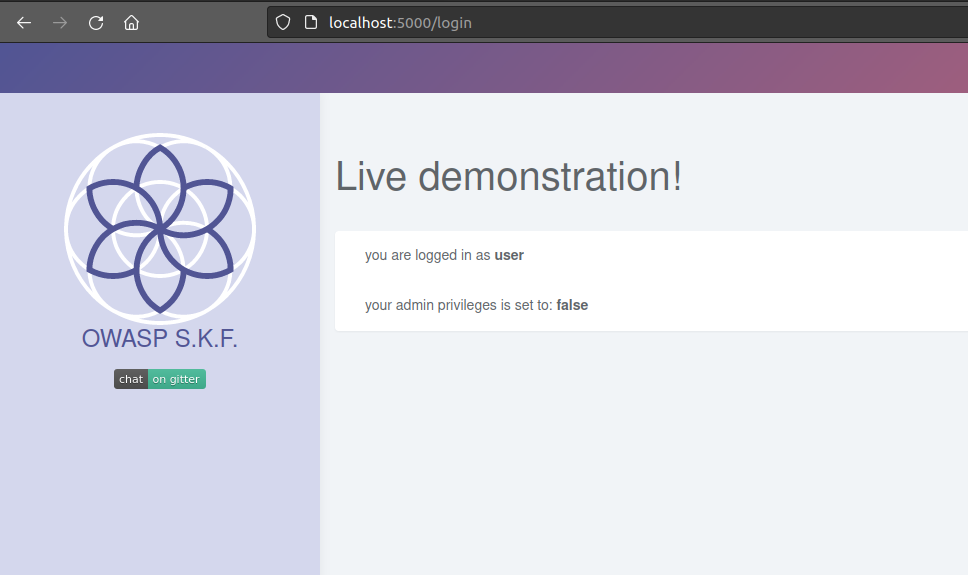 localhost:5000/login
Live demonstration!
you are logged in as user
your admin privileges is set to: false
OWASP S.K.F.
chat on gitter